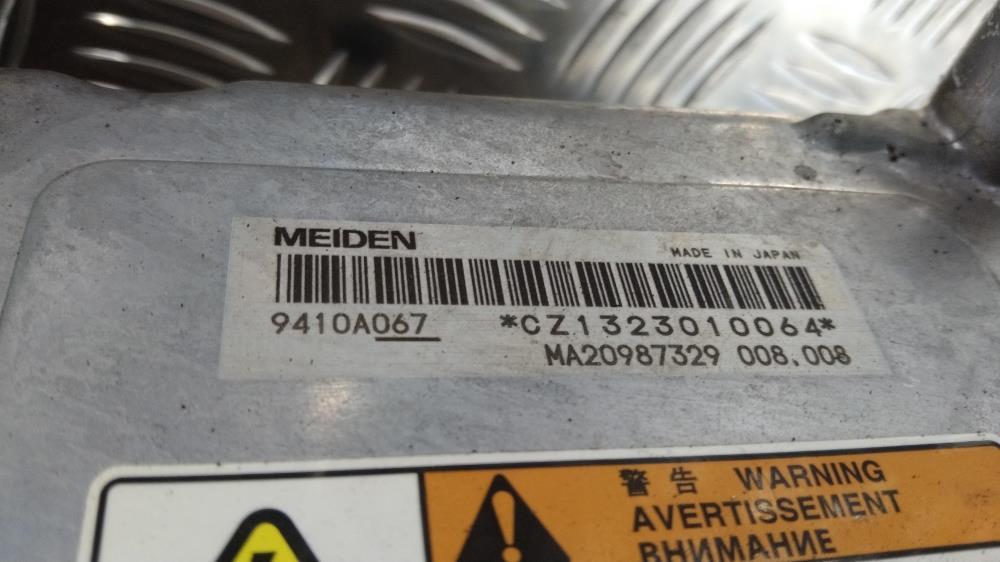 MEIDEN
MADE IN JAPAN
9410A067 *CZ1323010064*
MA20987329 008.008
警告 WARNING
AVERTISSEMENT
ВНИМАНИЕ